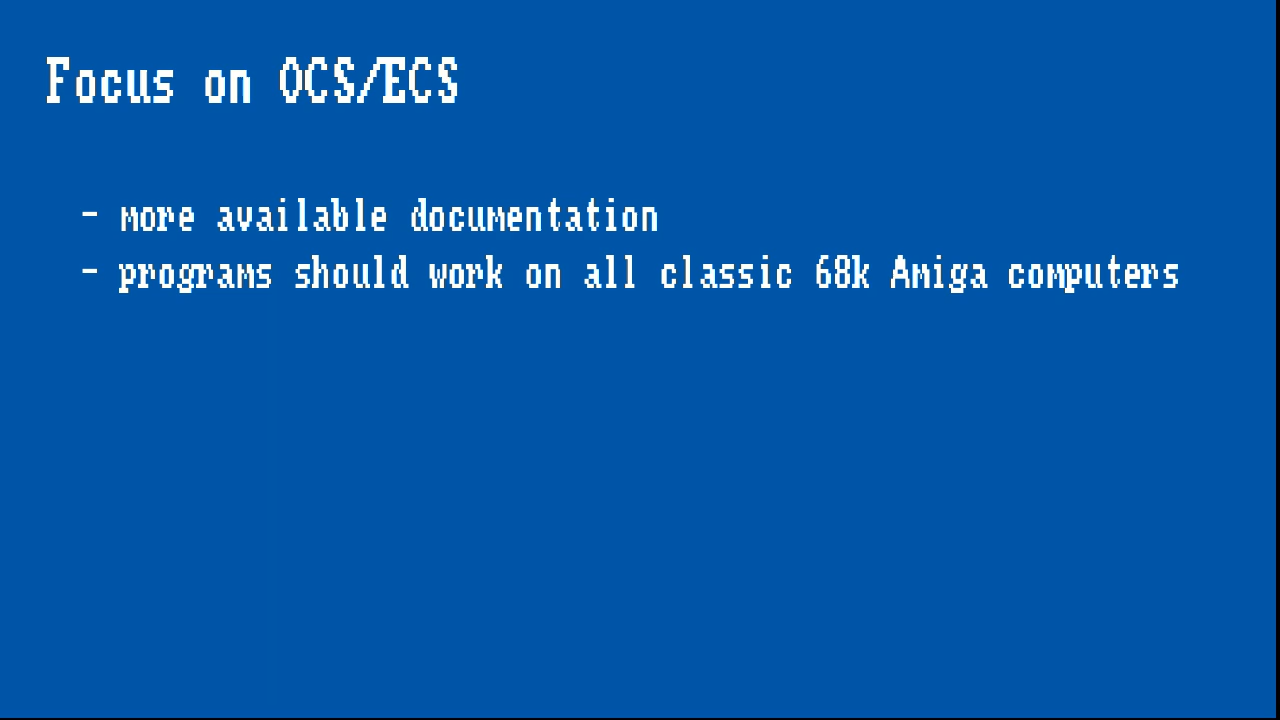 Focus on OCS/ECS
- more available documentation
- programs should work on all classic 68k Amiga computers